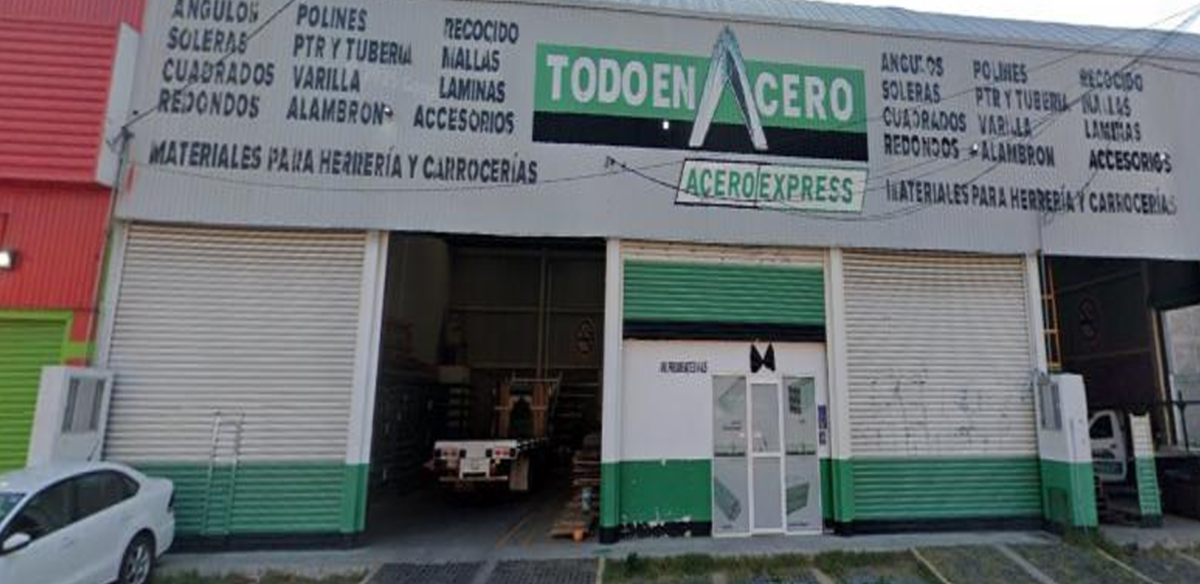 ANGULOS POLINES RECOCIDO
SOLERAS PTR Y TUBERIA MALLAS
CUADRADOS VARILLA LAMINAS
REDONDOS ALAMBRON ACCESORIOS
MATERIALES PARA HERRERÍA Y CARROCERÍAS
TODO EN ACERO
ACERO EXPRESS
ANGULOS POLINES RECOCIDO
SOLERAS PTR Y TUBERIA MALLAS
CUADRADOS VARILLA LAMINAS
REDONDOS ALAMBRON ACCESORIOS
MATERIALES PARA HERRERÍA Y CARROCERÍAS